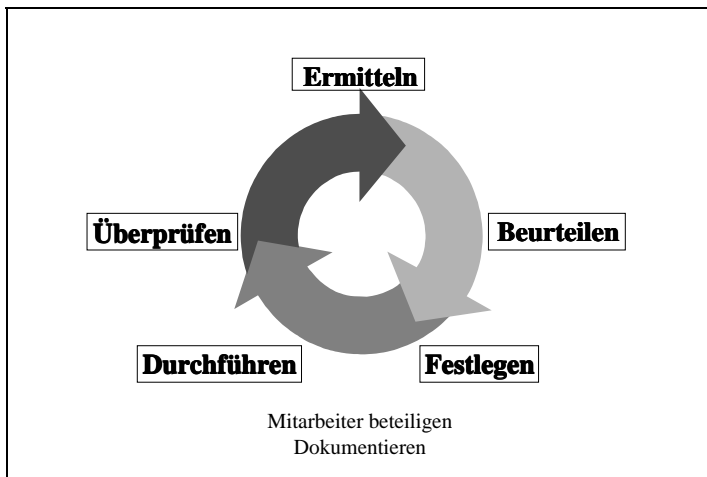 Ermitteln
Überprüfen
Beurteilen
Durchführen
Festlegen
Mitarbeiter beteiligen
Dokumentieren